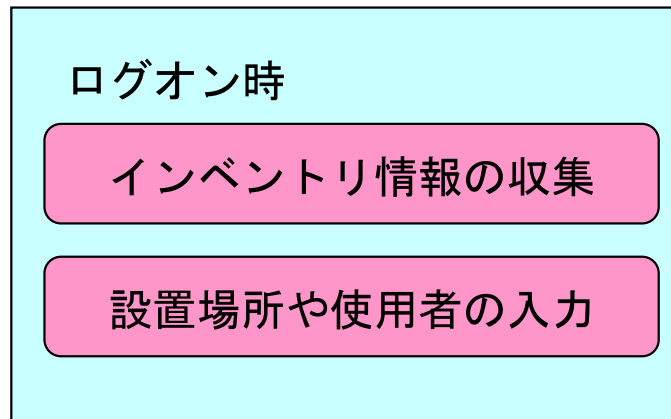 ログオン時
インベントリ情報の収集
設置場所や使用者の入力